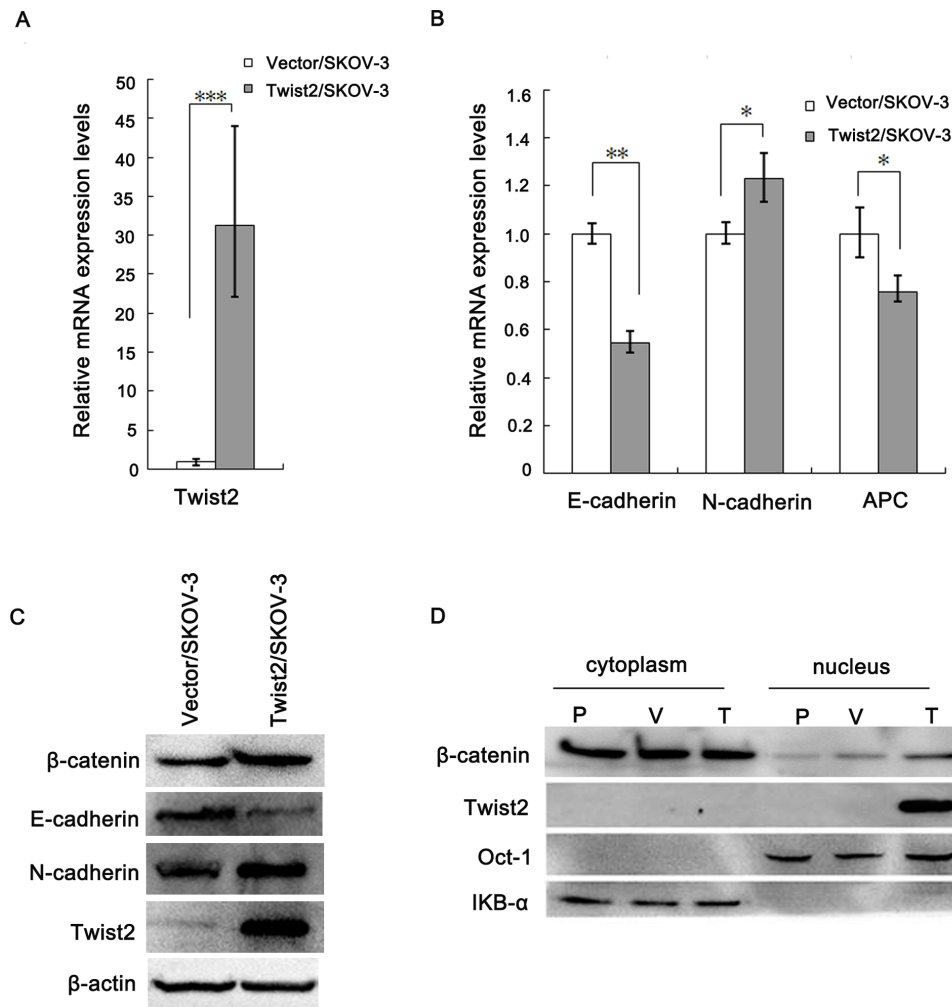 A
Vector/SKOV-3
Twist2/SKOV-3
Relative mRNA expression levels
50
45
40
35
30
25
20
15
10
5
0
***
Twist2
B
Vector/SKOV-3
Twist2/SKOV-3
Relative mRNA expression levels
1.6
1.4
1.2
1.0
0.8
0.6
0.4
0.2
0
**
*
*
E-cadherin
N-cadherin
APC
C
Vector/SKOV-3
Twist2/SKOV-3
β-catenin
E-cadherin
N-cadherin
Twist2
β-actin
D
cytoplasm nucleus
P V T P V T
β-catenin
Twist2
Oct-1
IKB-α